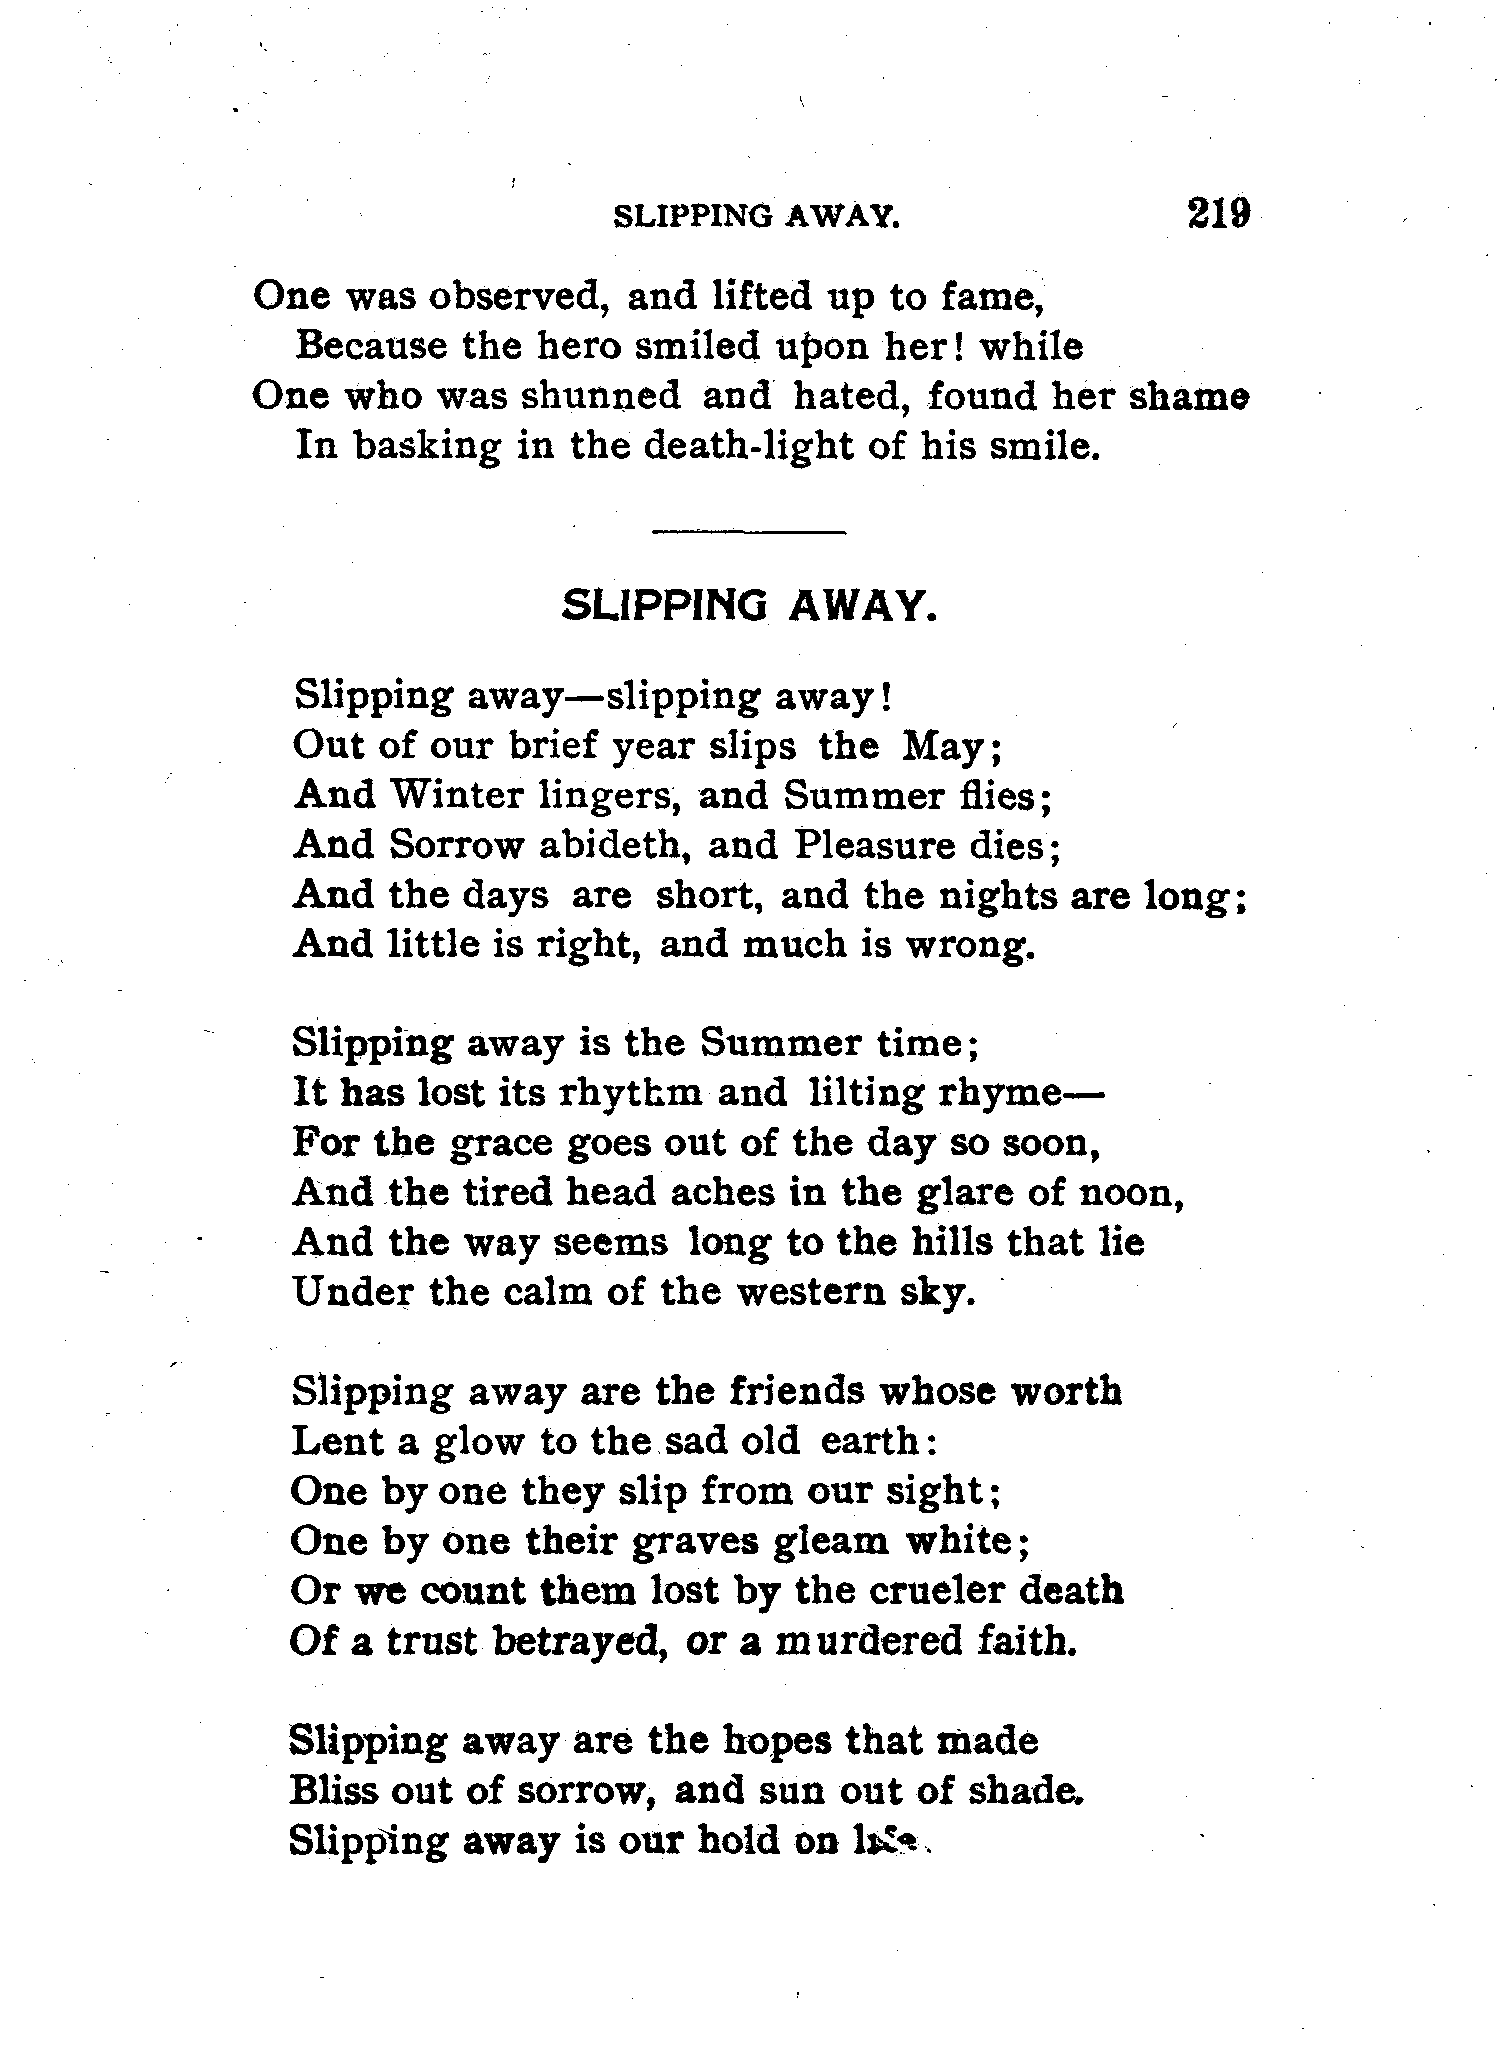 SLIPPING AWAY. 219
One was observed, and lifted up to fame,
Because the hero smiled upon her! while
One who was shunned and hated, found her shame
In basking in the death-light of his smile.
SLIPPING AWAY.
Slipping away—slipping away!
Out of our brief year slips the May;
And Winter lingers, and Summer flies;
And Sorrow abideth, and Pleasure dies;
And the days are short, and the nights are long;
And little is right, and much is wrong.
Slipping away is the Summer time;
It has lost its rhythm and lilting rhyme—
For the grace goes out of the day so soon,
And the tired head aches in the glare of noon,
And the way seems long to the hills that lie
Under the calm of the western sky.
Slipping away are the friends whose worth
Lent a glow to the sad old earth:
One by one they slip from our sight;
One by one their graves gleam white;
Or we count them lost by the crueler death
Of a trust betrayed, or a murdered faith.
Slipping away are the hopes that made
Bliss out of sorrow, and sun out of shade.
Slipping away is our hold on life.